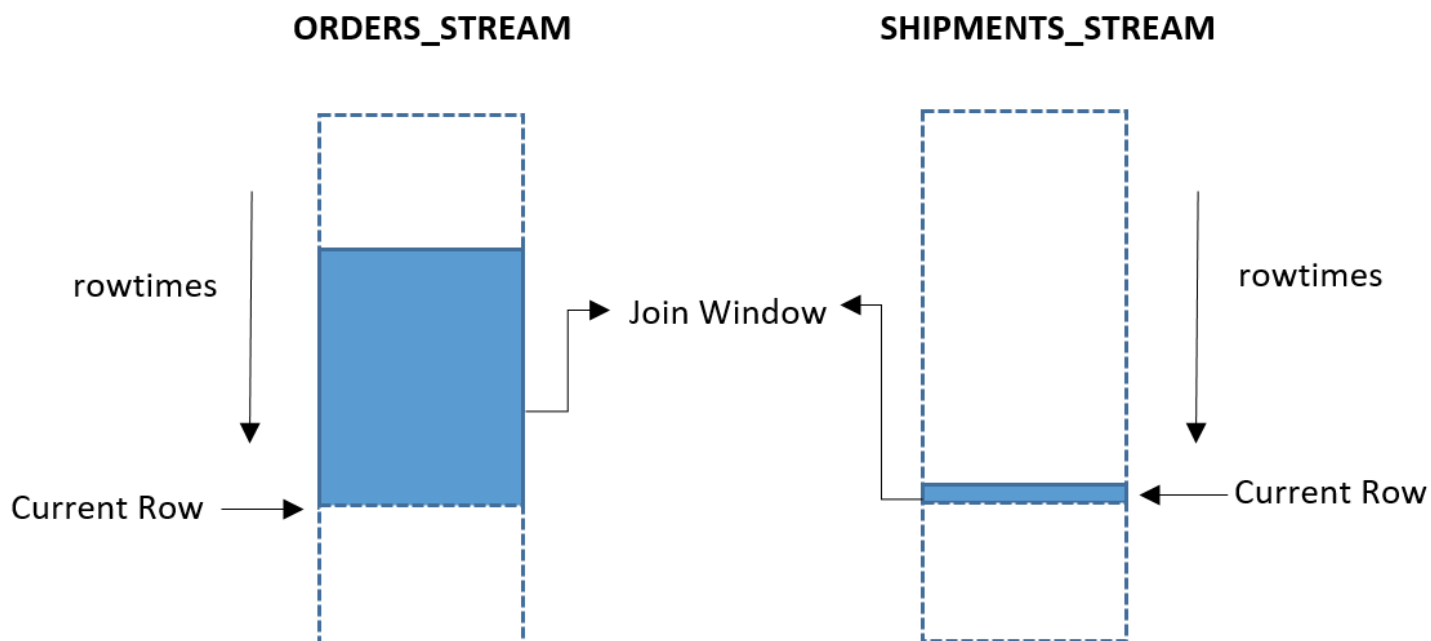 ORDERS_STREAM
SHIPMENTS_STREAM
rowtimes
Join Window
rowtimes
Current Row
Current Row